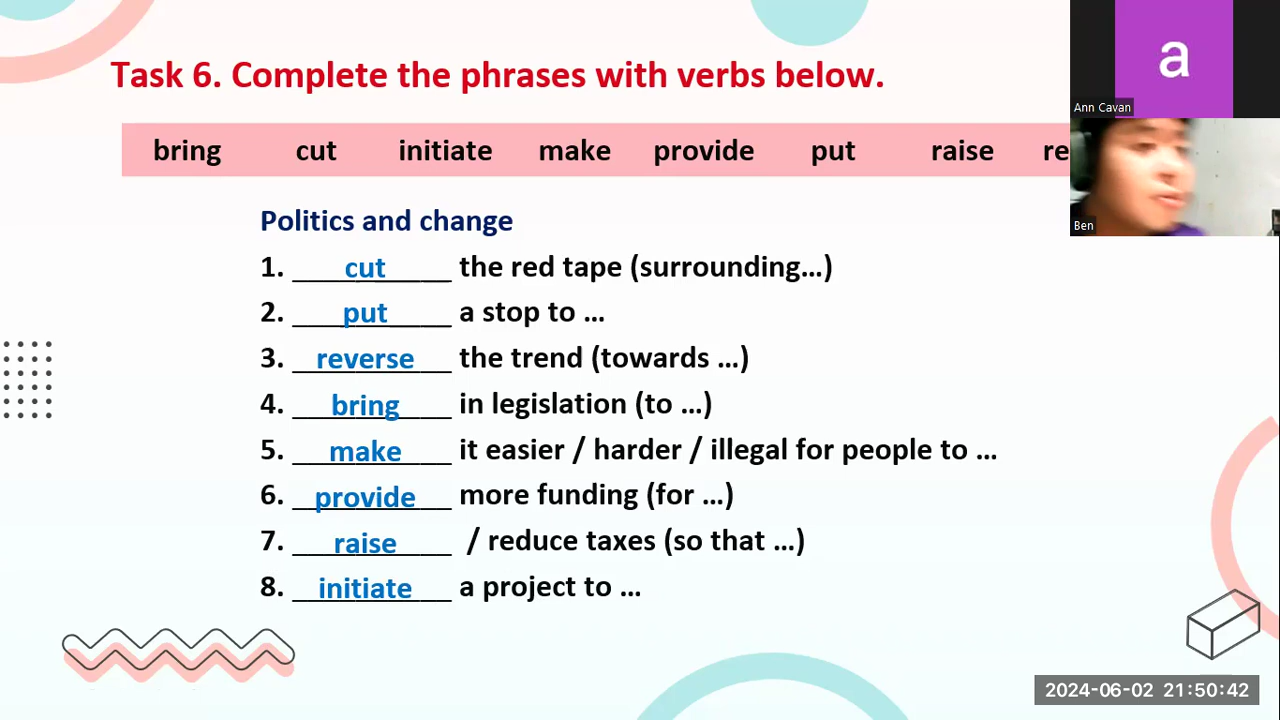 Task 6. Complete the phrases with verbs below.
bring cut initiate make provide put raise
Politics and change
1. cut the red tape (surrounding...)
2. put a stop to ...
3. reverse the trend (towards ...)
4. bring in legislation (to ...)
5. make it easier / harder / illegal for people to ...
6. provide more funding (for ...)
7. raise / reduce taxes (so that ...)
8. initiate a project to ...
a
Ann Cavan
Ben
2024-06-02 21:50:42